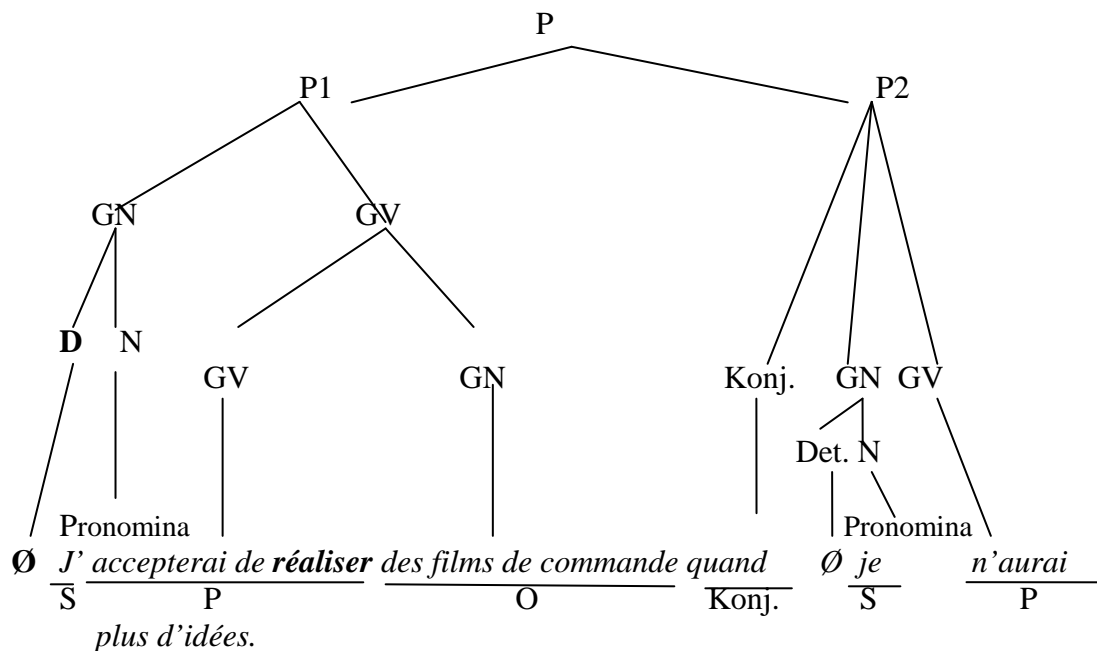 P
P1 P2
GN GV
D N
GV GN Konj. GN GV
Det. N
Pronomina Pronomina
Ø J’ accepterai de réaliser des films de commande quand Ø je n’aurai
S P O Konj. S P
plus d’idées.